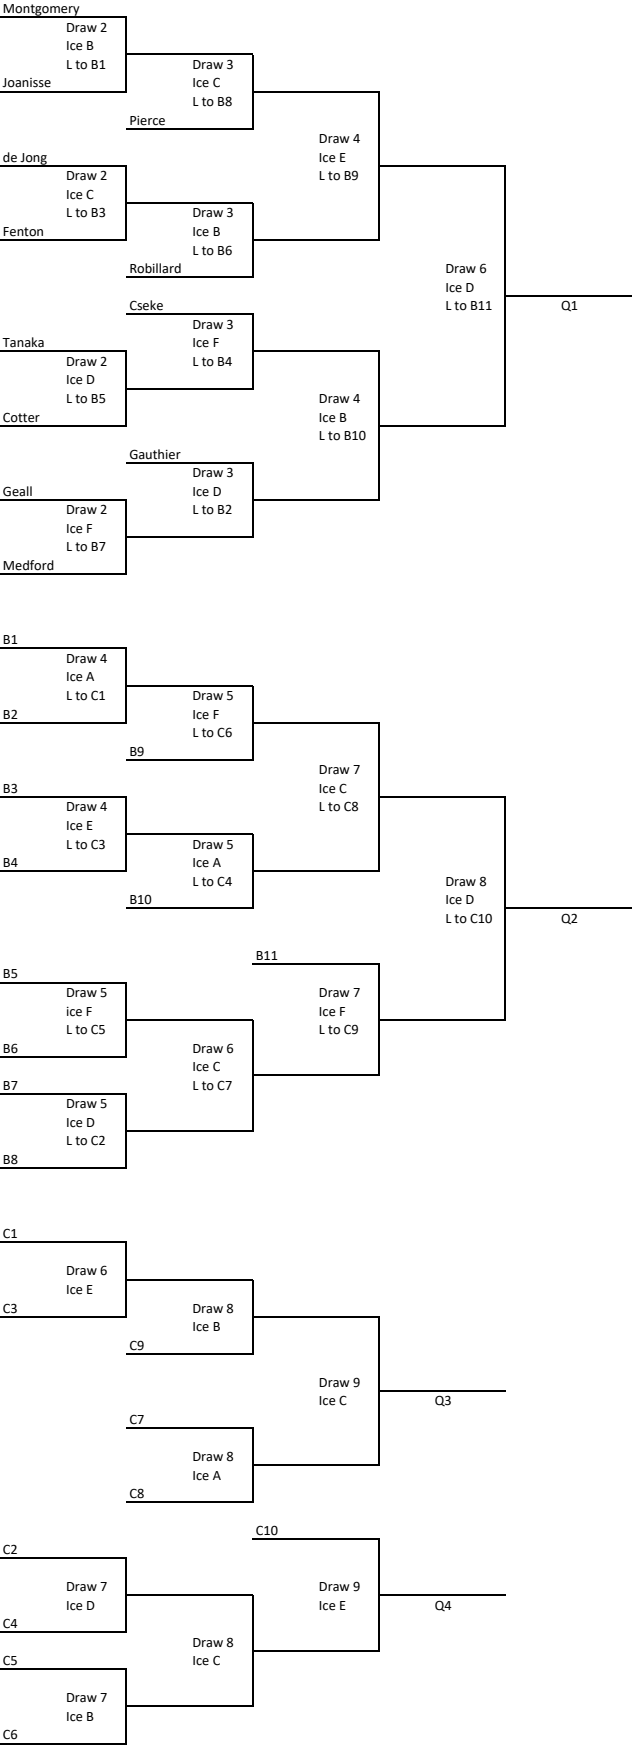 Montgomery
Draw 2
Ice B
L to B1
Joanisse
Draw 3
Ice C
L to B8
Pierce
Draw 4
Ice E
L to B9
de Jong
Draw 2
Ice C
L to B3
Fenton
Draw 3
Ice B
L to B6
Robillard
Draw 6
Ice D
L to B11
Q1
Cseke
Draw 3
Ice F
L to B4
Tanaka
Draw 2
Ice D
L to B5
Cotter
Draw 4
Ice B
L to B10
Gauthier
Draw 3
Ice D
L to B2
Geall
Draw 2
Ice F
L to B7
Medford
B1
Draw 4
Ice A
L to C1
B2
Draw 5
Ice F
L to C6
B9
Draw 7
Ice C
L to C8
B3
Draw 4
Ice E
L to C3
B4
Draw 5
Ice A
L to C4
B10
Draw 8
Ice D
L to C10
Q2
B11
B5
Draw 5
ice F
L to C5
B6
Draw 7
Ice F
L to C9
Draw 6
Ice C
L to C7
B7
Draw 5
Ice D
L to C2
B8
C1
Draw 6
Ice E
C3
Draw 8
Ice B
C9
Draw 9
Ice C
Q3
C7
Draw 8
Ice A
C8
C10
C2
Draw 7
Ice D
C4
Draw 9
Ice E
Q4
Draw 8
Ice C
C5
Draw 7
Ice B
C6